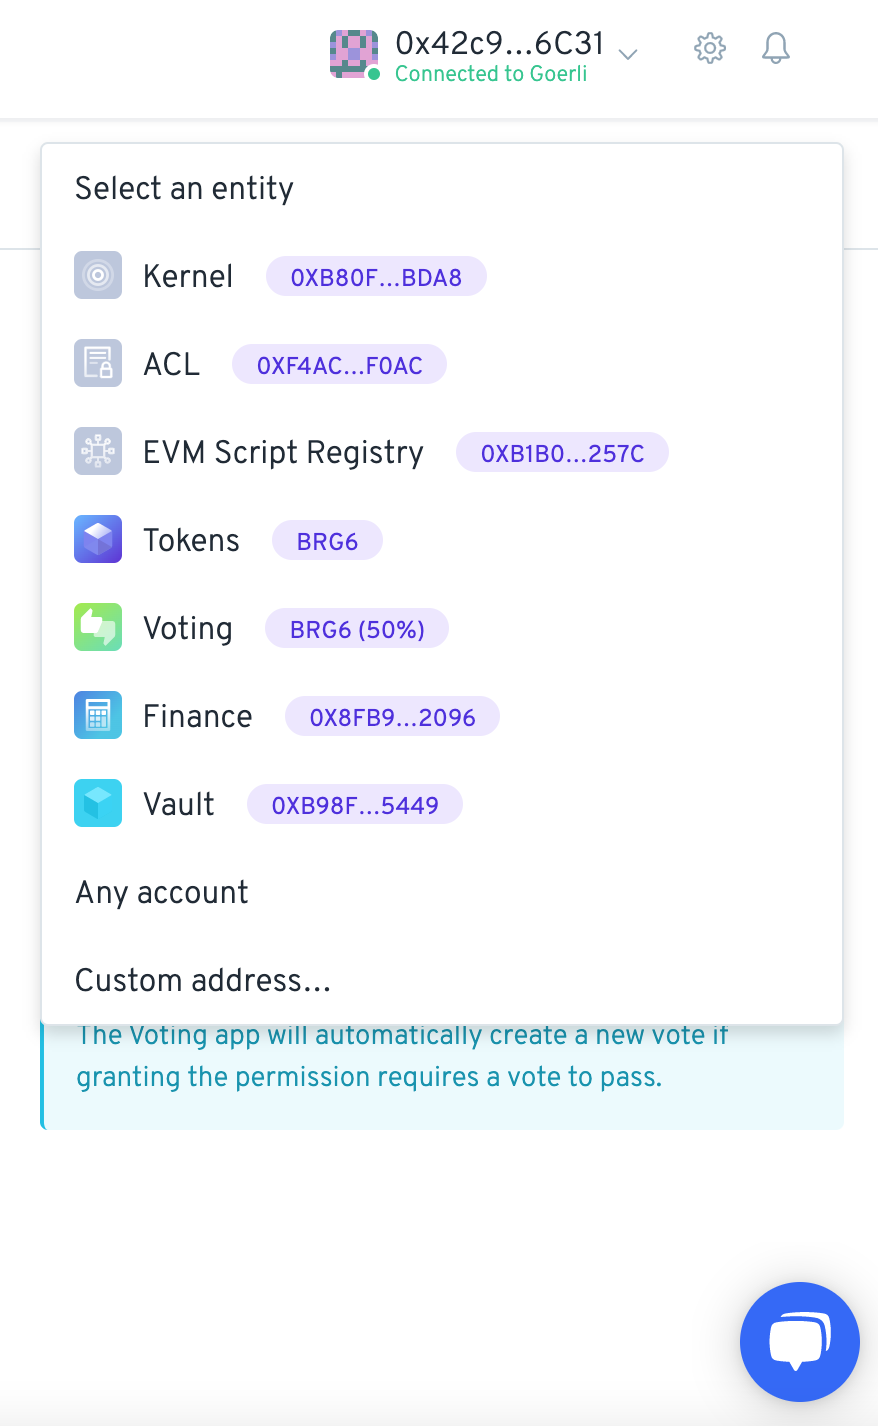 0x42c9…6C31
Connected to Goerli
Select an entity
Kernel 0XB80F…BDA8
ACL 0XF4AC…F0AC
EVM Script Registry 0XB1B0…257C
Tokens BRG6
Voting BRG6 (50%)
Finance 0X8FB9…2096
Vault 0XB98F…5449
Any account
Custom address…
The Voting app will automatically create a new vote if
granting the permission requires a vote to pass.